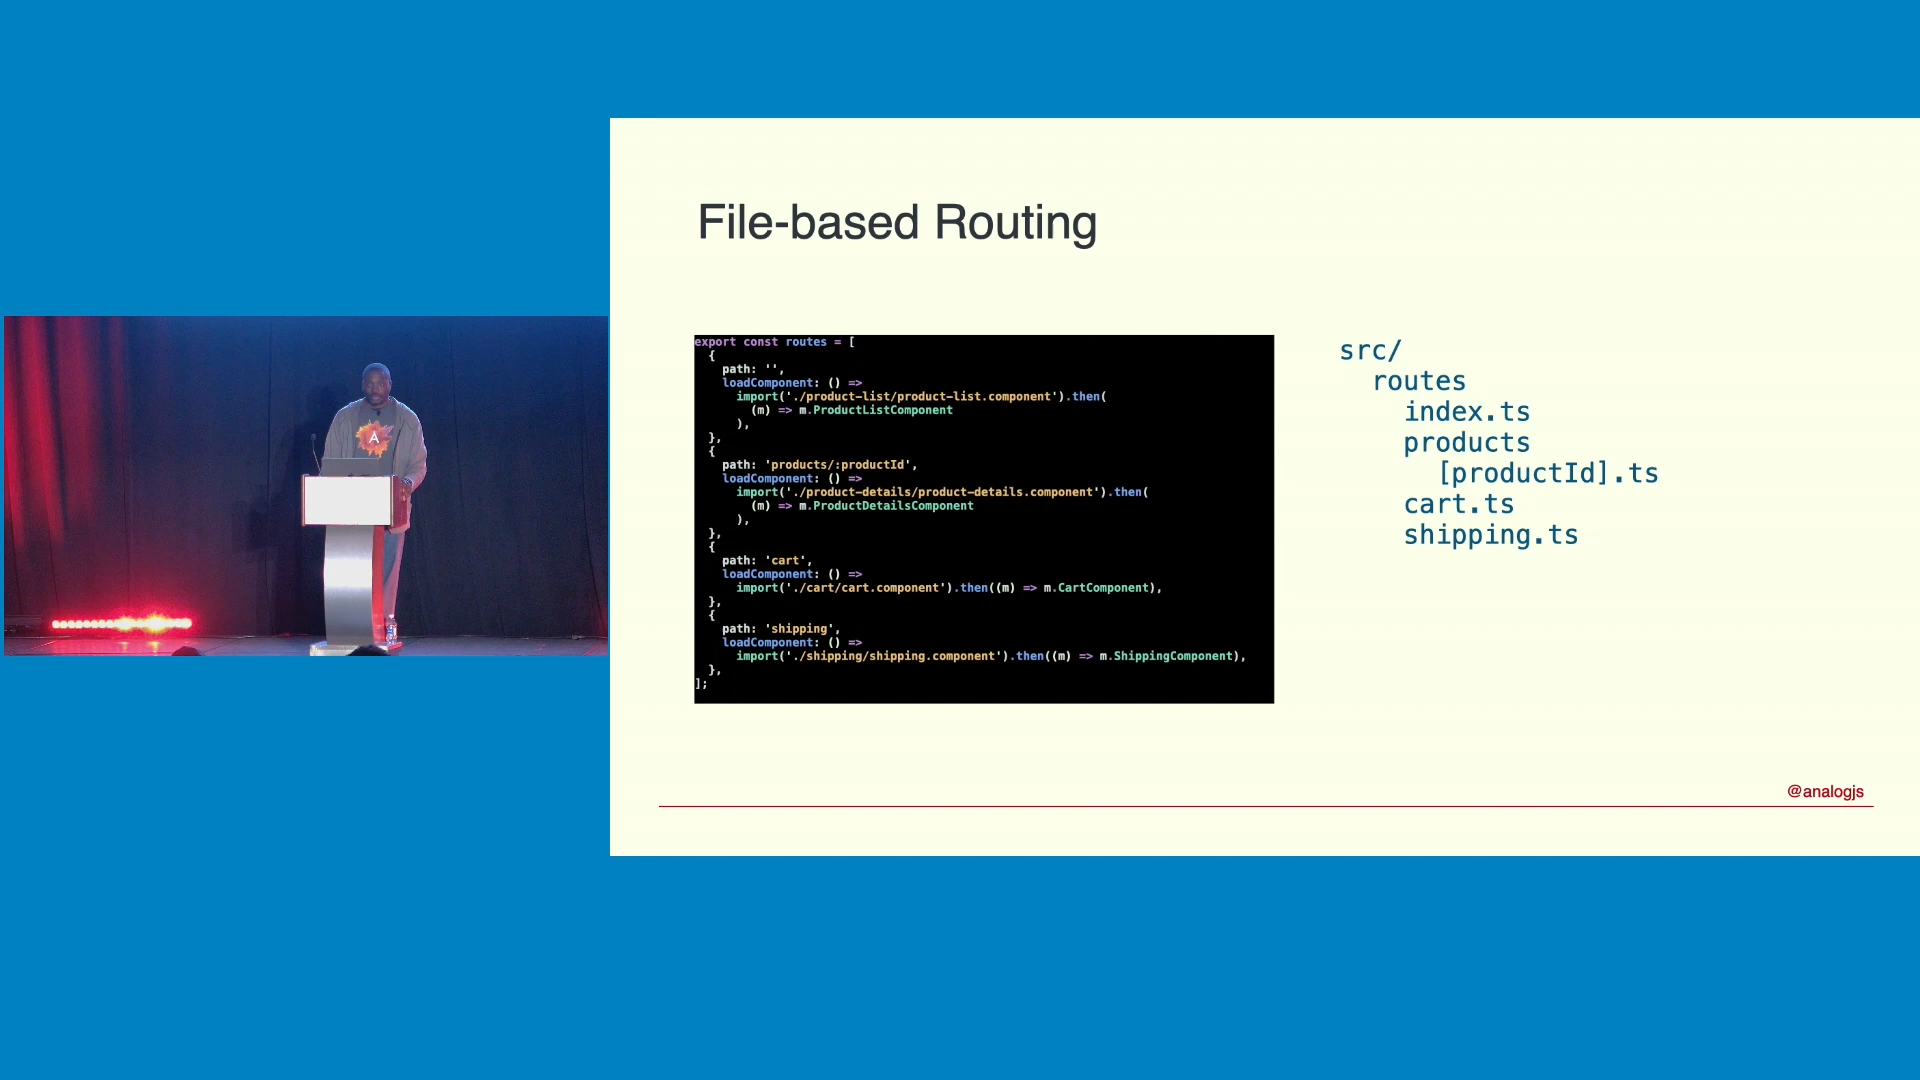 File-based Routing
export const routes = [
  {
    path: '',
    loadComponent: () =>
      import('./product-list/product-list.component').then(
        (m) => m.ProductListComponent
      ),
  },
  {
    path: 'products/:productId',
    loadComponent: () =>
      import('./product-details/product-details.component').then(
        (m) => m.ProductDetailsComponent
      ),
  },
  {
    path: 'cart',
    loadComponent: () =>
      import('./cart/cart.component').then((m) => m.CartComponent),
  },
  {
    path: 'shipping',
    loadComponent: () =>
      import('./shipping/shipping.component').then((m) => m.ShippingComponent),
  },
];
src/
  routes
    index.ts
    products
      [productId].ts
    cart.ts
    shipping.ts
@analogjs
A